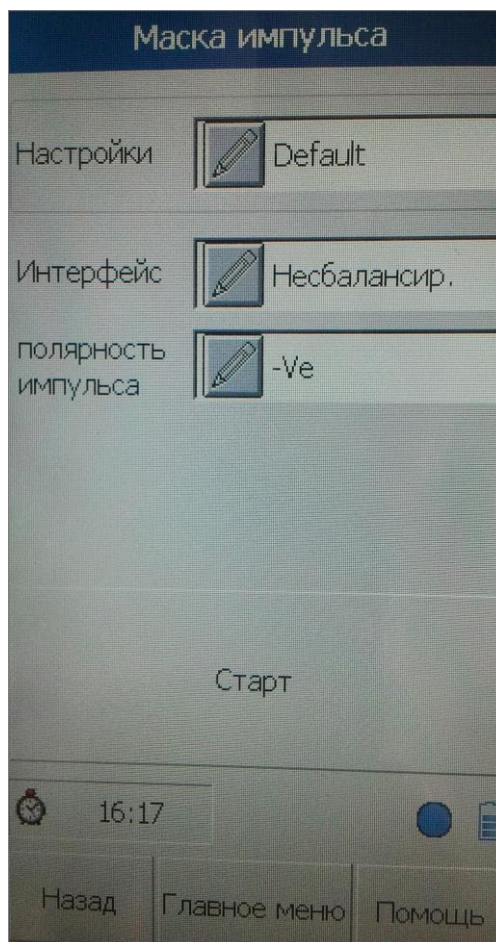 Маска импульса
Настройки
Default
Интерфейс
Несбалансир.
полярность
импульса
-Ve
Старт
16:17
Назад
Главное меню
Помощь